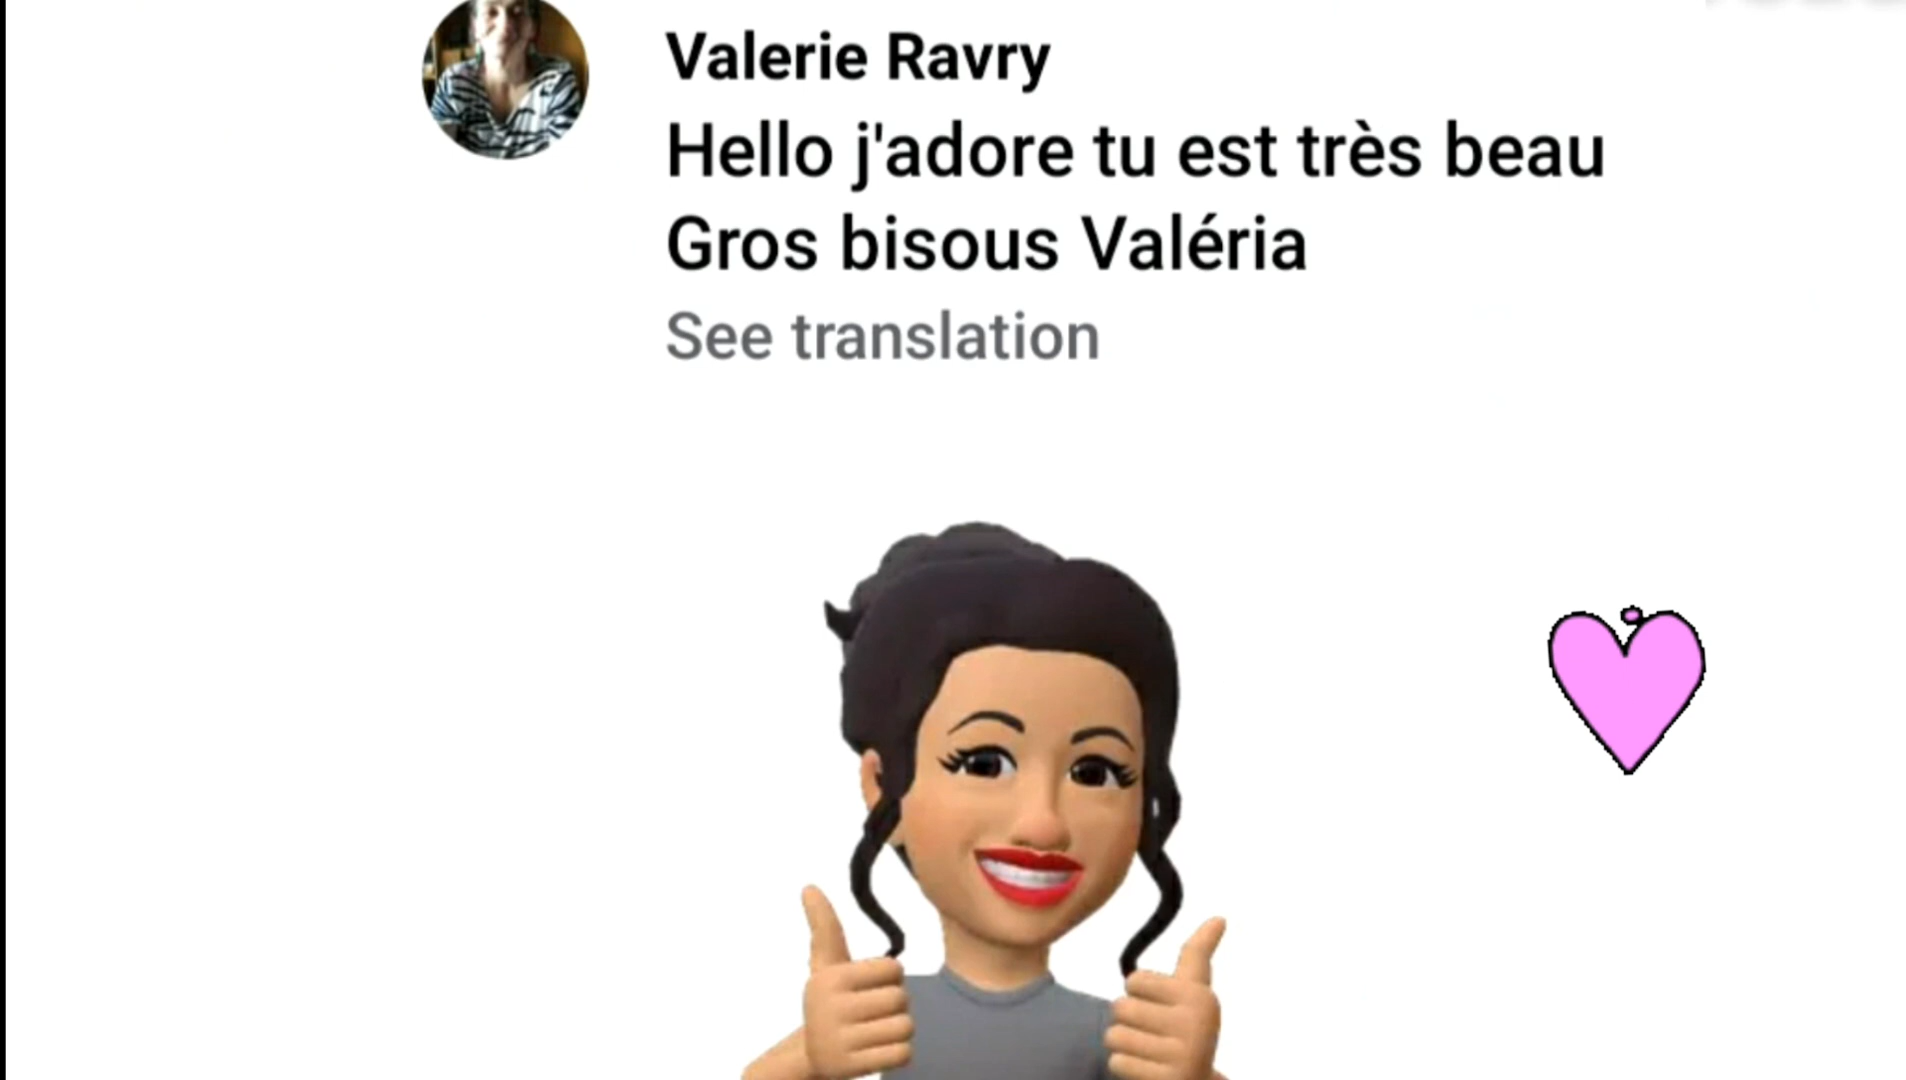 Valerie Ravry
Hello j'adore tu est très beau
Gros bisous Valéria
See translation